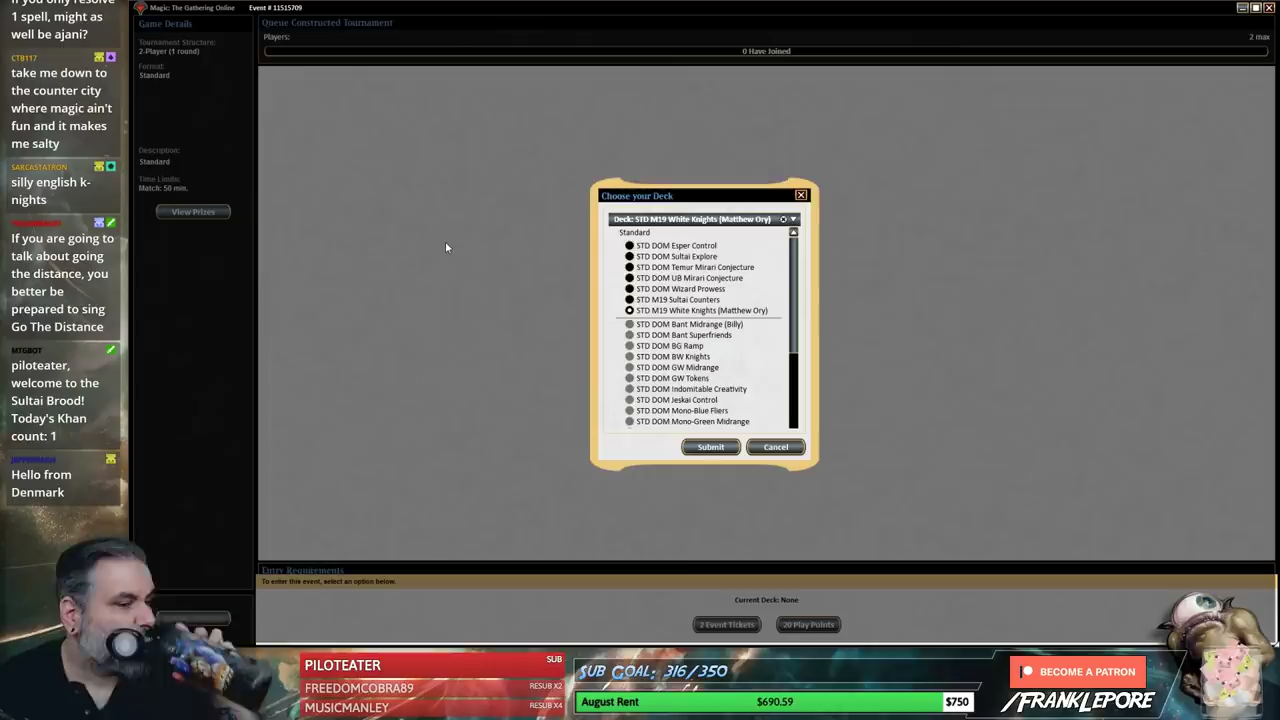 if you only resolve
1 spell, might as
well be ajani?
CTB117
take me down to
the counter city
where magic ain't
fun and it makes
me salty
SARCASTATRON
silly english k-
nights
If you are going to
talk about going
the distance, you
better be
prepared to sing
Go The Distance
MTGBOT
piloteater,
welcome to the
Sultai Brood!
Today's Khan
count: 1
Hello from
Denmark
Magic: The Gathering Online
Event # 11515709
Game Details
Tournament Structure:
2-Player (1 round)
Format:
Standard
Description:
Standard
Time Limits:
Match: 50 min.
View Prizes
Queue Constructed Tournament
Players:
2 max
0 Have Joined
Choose your Deck
Deck: STD M19 White Knights (Matthew Ory)
Standard
STD DOM Esper Control
STD DOM Sultai Explore
STD DOM Temur Mirari Conjecture
STD DOM UB Mirari Conjecture
STD DOM Wizard Prowess
STD M19 Sultai Counters
STD M19 White Knights (Matthew Ory)
STD DOM Bant Midrange (Billy)
STD DOM Bant Superfriends
STD DOM BG Ramp
STD DOM BW Knights
STD DOM GW Midrange
STD DOM GW Tokens
STD DOM Indomitable Creativity
STD DOM Jeskai Control
STD DOM Mono-Blue Fliers
STD DOM Mono-Green Midrange
Submit
Cancel
Entry Requirements
To enter this event, select an option below.
Current Deck: None
2 Event Tickets
20 Play Points
PILOTEATER SUB
FREEDOMCOBRA89 RESUB X2
MUSICMANLEY RESUB X4
SUB GOAL: 316/350
August Rent $690.59 $750
BECOME A PATRON
/FRANKLEPORE